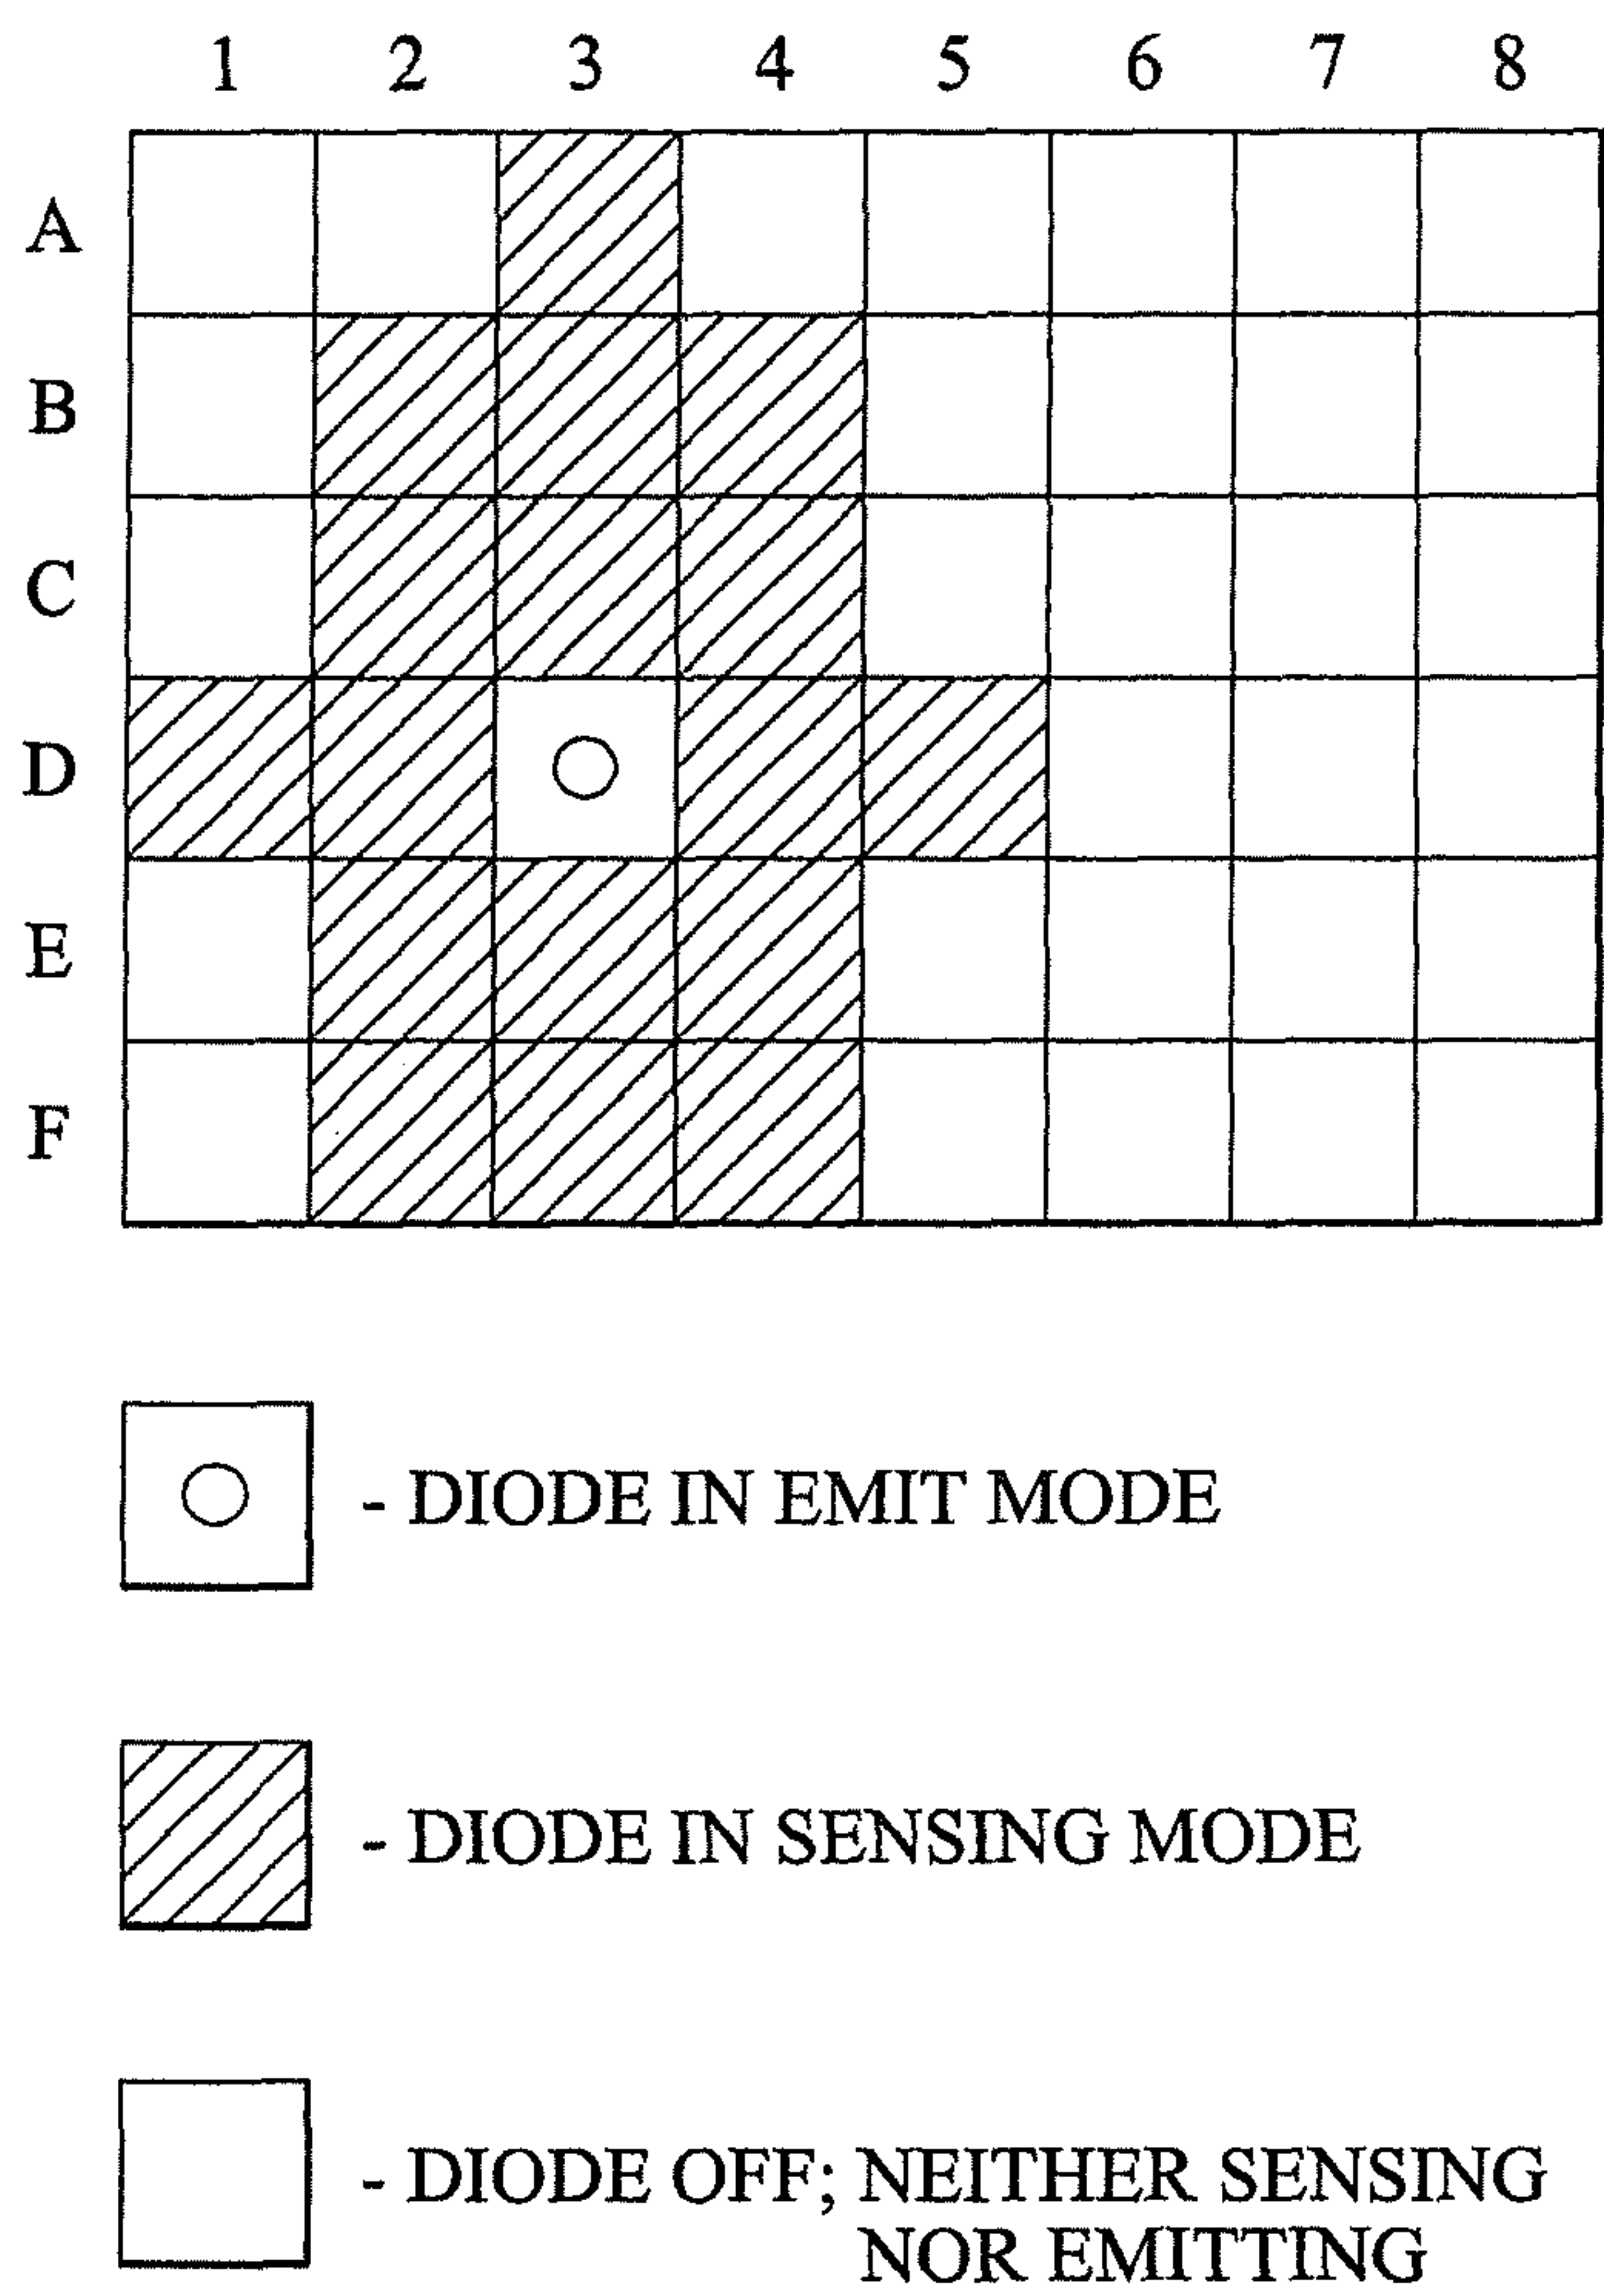 1 2 3 4 5 6 7 8
A
B
C
D
E
F
- DIODE IN EMIT MODE
- DIODE IN SENSING MODE
- DIODE OFF; NEITHER SENSING
NOR EMITTING